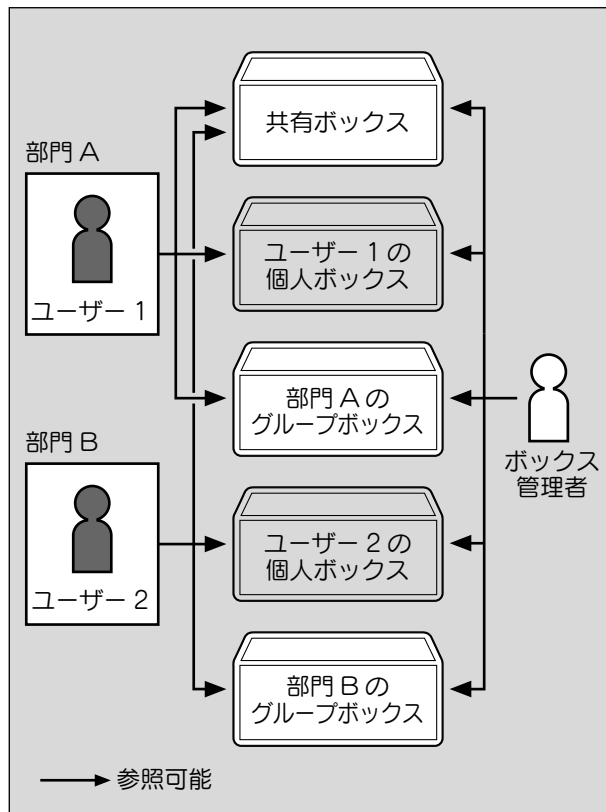 共有ボックス
部門 A
ユーザー 1
ユーザー 1 の
個人ボックス
部門 A の
グループボックス
ボックス
管理者
部門 B
ユーザー 2
ユーザー 2 の
個人ボックス
部門 B の
グループボックス
参照可能